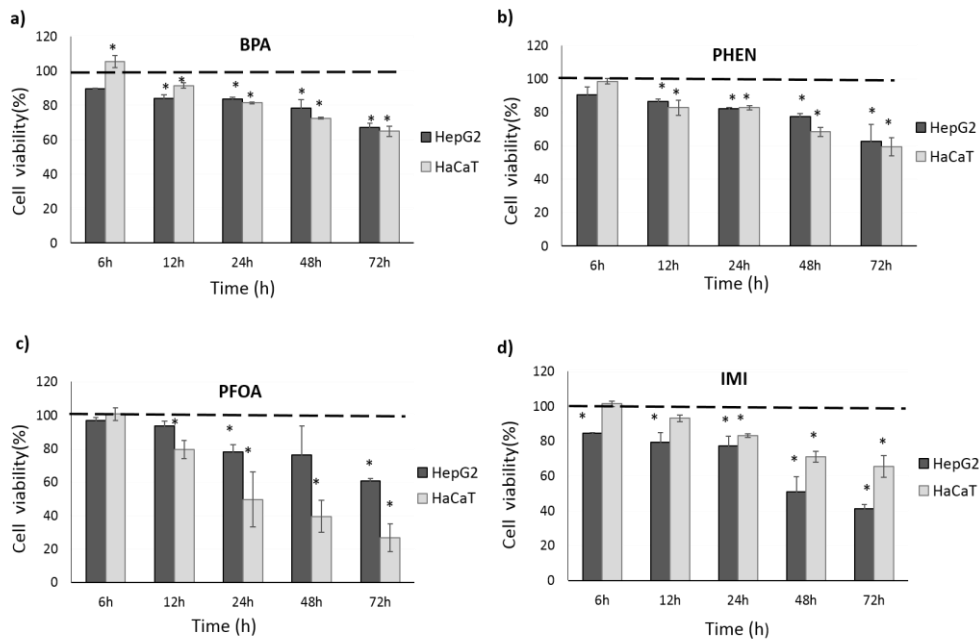 a)
BPA
Cell viability(%)
120
100
80
60
40
20
0
* * * * * * * * *
6h 12h 24h 48h 72h
Time (h)
HepG2
HaCaT
b)
PHEN
Cell viability(%)
120
100
80
60
40
20
0
* * * * * * * *
6h 12h 24h 48h 72h
Time (h)
HepG2
HaCaT
c)
PFOA
Cell viability(%)
120
100
80
60
40
20
0
* * * * * *
6h 12h 24h 48h 72h
Time (h)
HepG2
HaCaT
d)
IMI
Cell viability(%)
120
100
80
60
40
20
0
* * * * * * * *
6h 12h 24h 48h 72h
Time (h)
HepG2
HaCaT